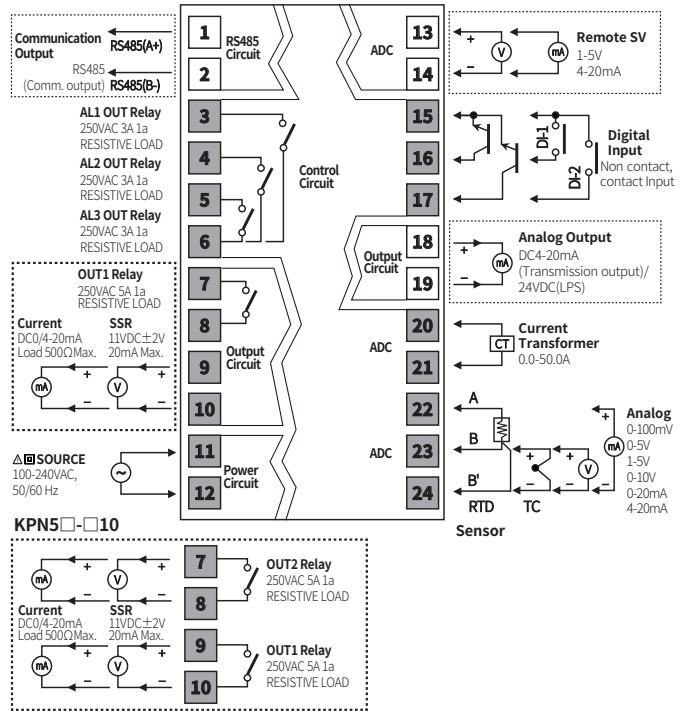 Communication
Output
RS485(A+)
RS485
(Comm. output)
RS485(B-)
AL1 OUT Relay
250VAC 3A 1a
RESISTIVE LOAD
AL2 OUT Relay
250VAC 3A 1a
RESISTIVE LOAD
AL3 OUT Relay
250VAC 3A 1a
RESISTIVE LOAD
OUT1 Relay
250VAC 5A 1a
RESISTIVE LOAD
Current
DC0/4-20mA
Load 500ΩMax.
SSR
11VDC±2V
20mA Max.
+
+
mA
V
−
−
SOURCE
100-240VAC,
50/60 Hz
1
2
3
4
5
6
7
8
9
10
11
12
RS485
Circuit
Control
Circuit
Output
Circuit
Power
Circuit
ADC
Output
Circuit
ADC
ADC
13
14
15
16
17
18
19
20
21
22
23
24
+
−
V
mA
Remote SV
1-5V
4-20mA
DI-1
DI-2
Digital
Input
Non contact,
contact Input
+
−
mA
Analog Output
DC4-20mA
(Transmission output)/
24VDC(LPS)
CT
Current
Transformer
0.0-50.0A
A
B
B'
RTD
+
−
TC
+
−
V
+
−
mA
Analog
0-100mV
0-5V
1-5V
0-10V
0-20mA
4-20mA
Sensor
KPN5□-□10
+
+
mA
V
−
−
Current
DC0/4-20mA
Load 500ΩMax.
SSR
11VDC±2V
20mA Max.
+
+
mA
V
−
−
7
8
9
10
OUT2 Relay
250VAC 5A 1a
RESISTIVE LOAD
OUT1 Relay
250VAC 5A 1a
RESISTIVE LOAD